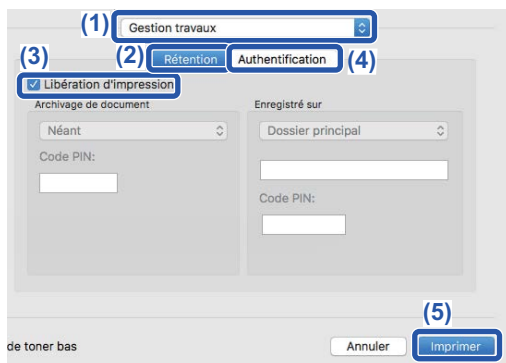 (1) Gestion travaux
(3) (2) Rétention Authentification (4)
Libération d'impression
Archivage de document Enregistré sur
Néant Dossier principal
Code PIN:
Code PIN:
(5)
de toner bas Annuler Imprimer